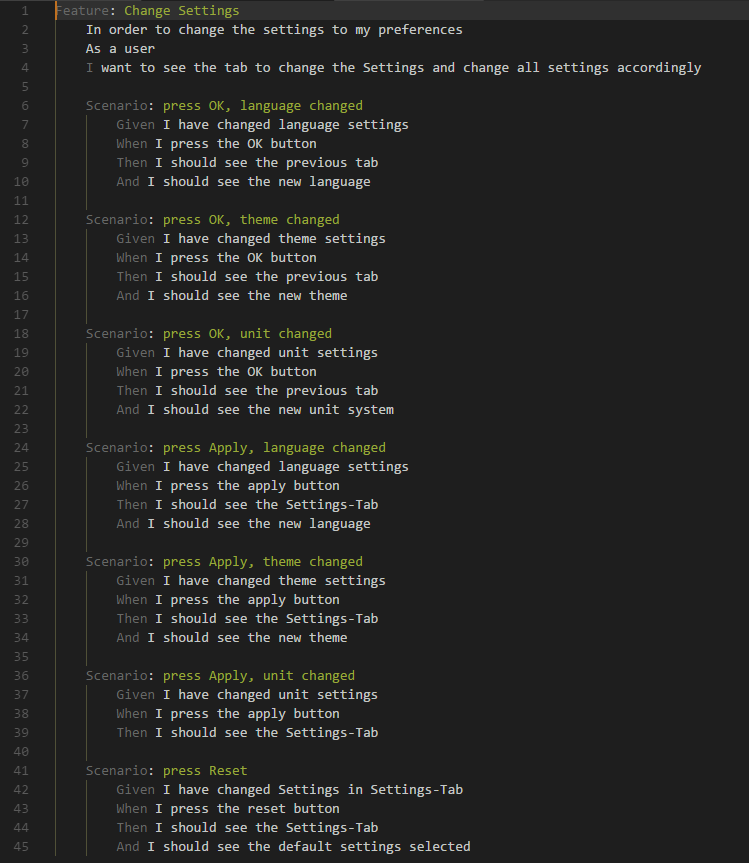 1 Feature: Change Settings
2 In order to change the settings to my preferences
3 As a user
4 I want to see the tab to change the Settings and change all settings accordingly
5
6 Scenario: press OK, language changed
7 Given I have changed language settings
8 When I press the OK button
9 Then I should see the previous tab
10 And I should see the new language
11
12 Scenario: press OK, theme changed
13 Given I have changed theme settings
14 When I press the OK button
15 Then I should see the previous tab
16 And I should see the new theme
17
18 Scenario: press OK, unit changed
19 Given I have changed unit settings
20 When I press the OK button
21 Then I should see the previous tab
22 And I should see the new unit system
23
24 Scenario: press Apply, language changed
25 Given I have changed language settings
26 When I press the apply button
27 Then I should see the Settings-Tab
28 And I should see the new language
29
30 Scenario: press Apply, theme changed
31 Given I have changed theme settings
32 When I press the apply button
33 Then I should see the Settings-Tab
34 And I should see the new theme
35
36 Scenario: press Apply, unit changed
37 Given I have changed unit settings
38 When I press the apply button
39 Then I should see the Settings-Tab
40
41 Scenario: press Reset
42 Given I have changed Settings in Settings-Tab
43 When I press the reset button
44 Then I should see the Settings-Tab
45 And I should see the default settings selected